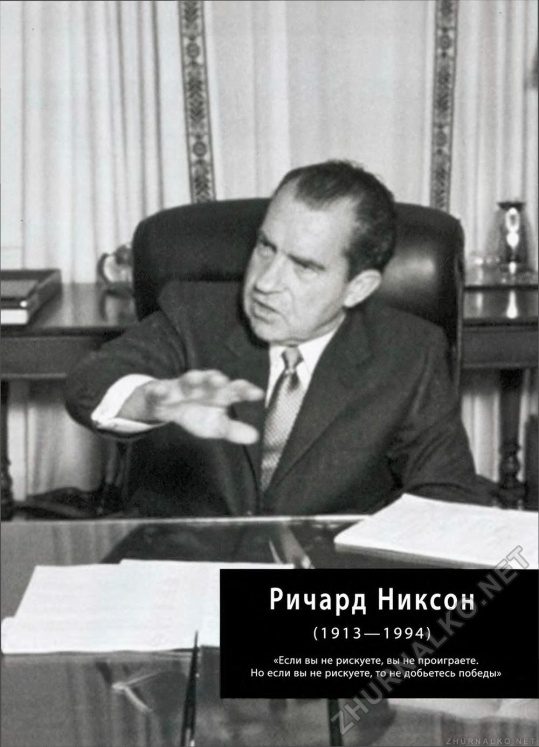 Ричард Никсон
(1913—1994)
«Если вы не рискуете, вы не проиграете.
Но если вы не рискуете, то не добьетесь победы»
ZHURNALKO.NET
ZHURNALKO.NET